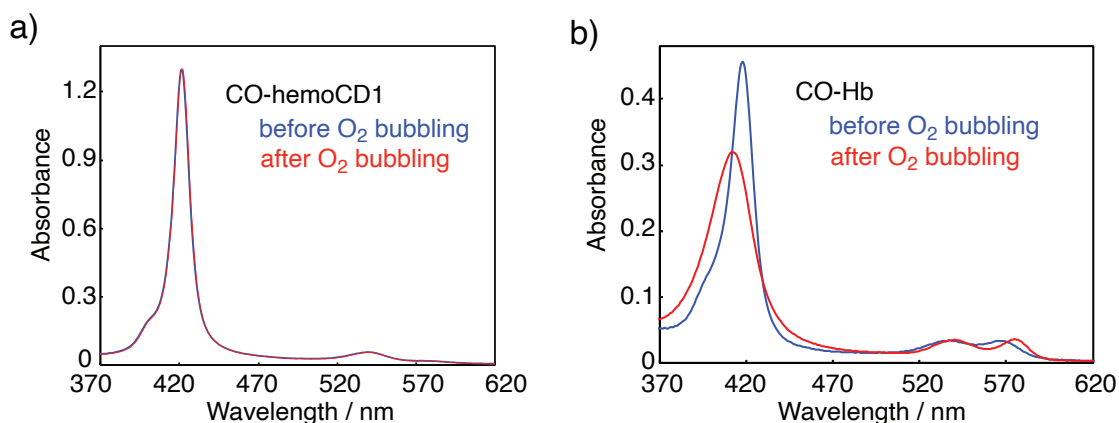 a)
1.2
0.9
0.6
0.3
0
Absorbance
CO-hemoCD1
before O₂ bubbling
after O₂ bubbling
370 420 470 520 570 620
Wavelength / nm
b)
0.4
0.3
0.2
0.1
0
Absorbance
CO-Hb
before O₂ bubbling
after O₂ bubbling
370 420 470 520 570 620
Wavelength / nm